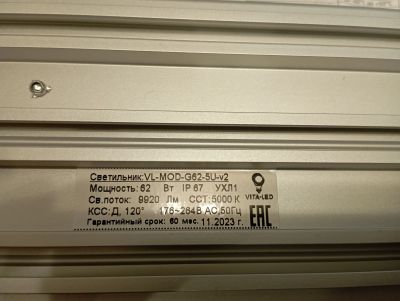 Светильник:VL-MOD-G62-5U-v2
Мощность: 62 Вт IP 67 УХЛ1
Св.поток: 9920 Лм ССТ:5000 К
КСС:Д, 120° 176~264В АС,50Гц
Гарантийный срок: 60 мес. 11.2023 г.
VITA-LED
EAC